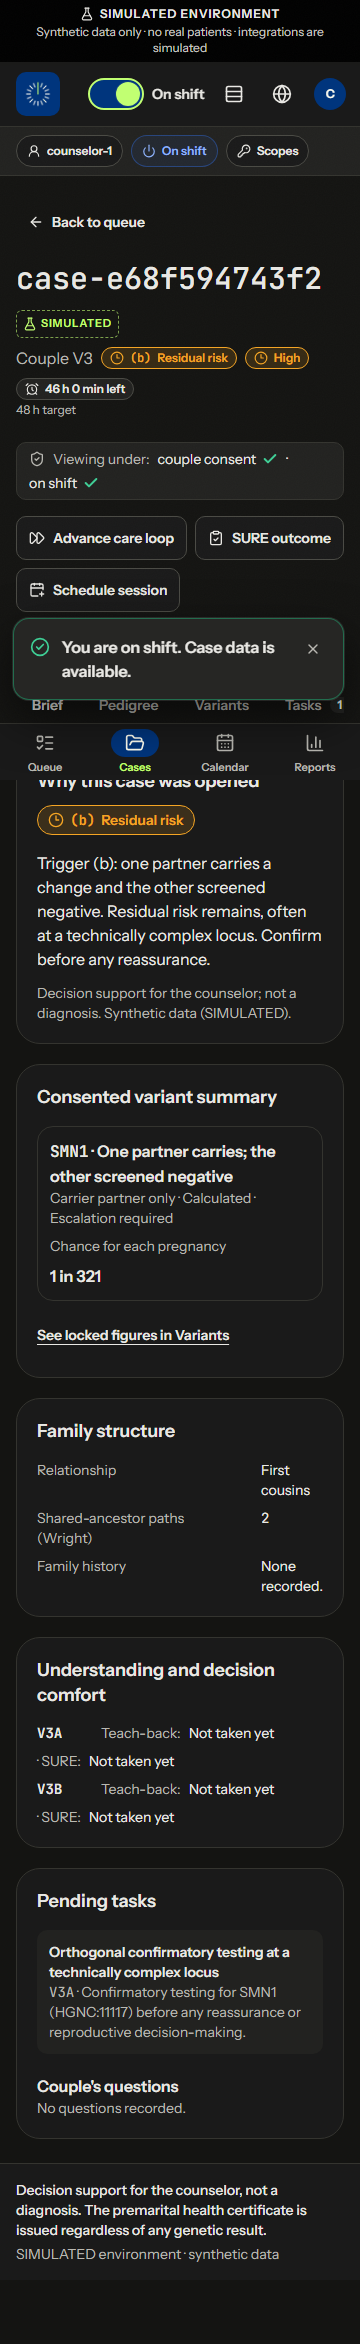 SIMULATED ENVIRONMENT
Synthetic data only · no real patients · integrations are
simulated
On shift
C
counselor-1
On shift
Scopes
Back to queue
case-e68f594743f2
SIMULATED
Couple V3
(b) Residual risk
High
46 h 0 min left
48 h target
Viewing under: couple consent ·
on shift
Advance care loop
SURE outcome
Schedule session
You are on shift. Case data is
available.
Brief
Pedigree
Variants
Tasks 1
Queue
Cases
Calendar
Reports
Why this case was opened
(b) Residual risk
Trigger (b): one partner carries a
change and the other screened
negative. Residual risk remains, often
at a technically complex locus. Confirm
before any reassurance.
Decision support for the counselor; not a
diagnosis. Synthetic data (SIMULATED).
Consented variant summary
SMN1 · One partner carries; the
other screened negative
Carrier partner only · Calculated ·
Escalation required
Chance for each pregnancy
1 in 321
See locked figures in Variants
Family structure
Relationship
First
cousins
Shared-ancestor paths
(Wright)
2
Family history
None
recorded.
Understanding and decision
comfort
V3A Teach-back: Not taken yet
· SURE: Not taken yet
V3B Teach-back: Not taken yet
· SURE: Not taken yet
Pending tasks
Orthogonal confirmatory testing at a
technically complex locus
V3A · Confirmatory testing for SMN1
(HGNC:11117) before any reassurance or
reproductive decision-making.
Couple's questions
No questions recorded.
Decision support for the counselor, not a
diagnosis. The premarital health certificate is
issued regardless of any genetic result.
SIMULATED environment · synthetic data